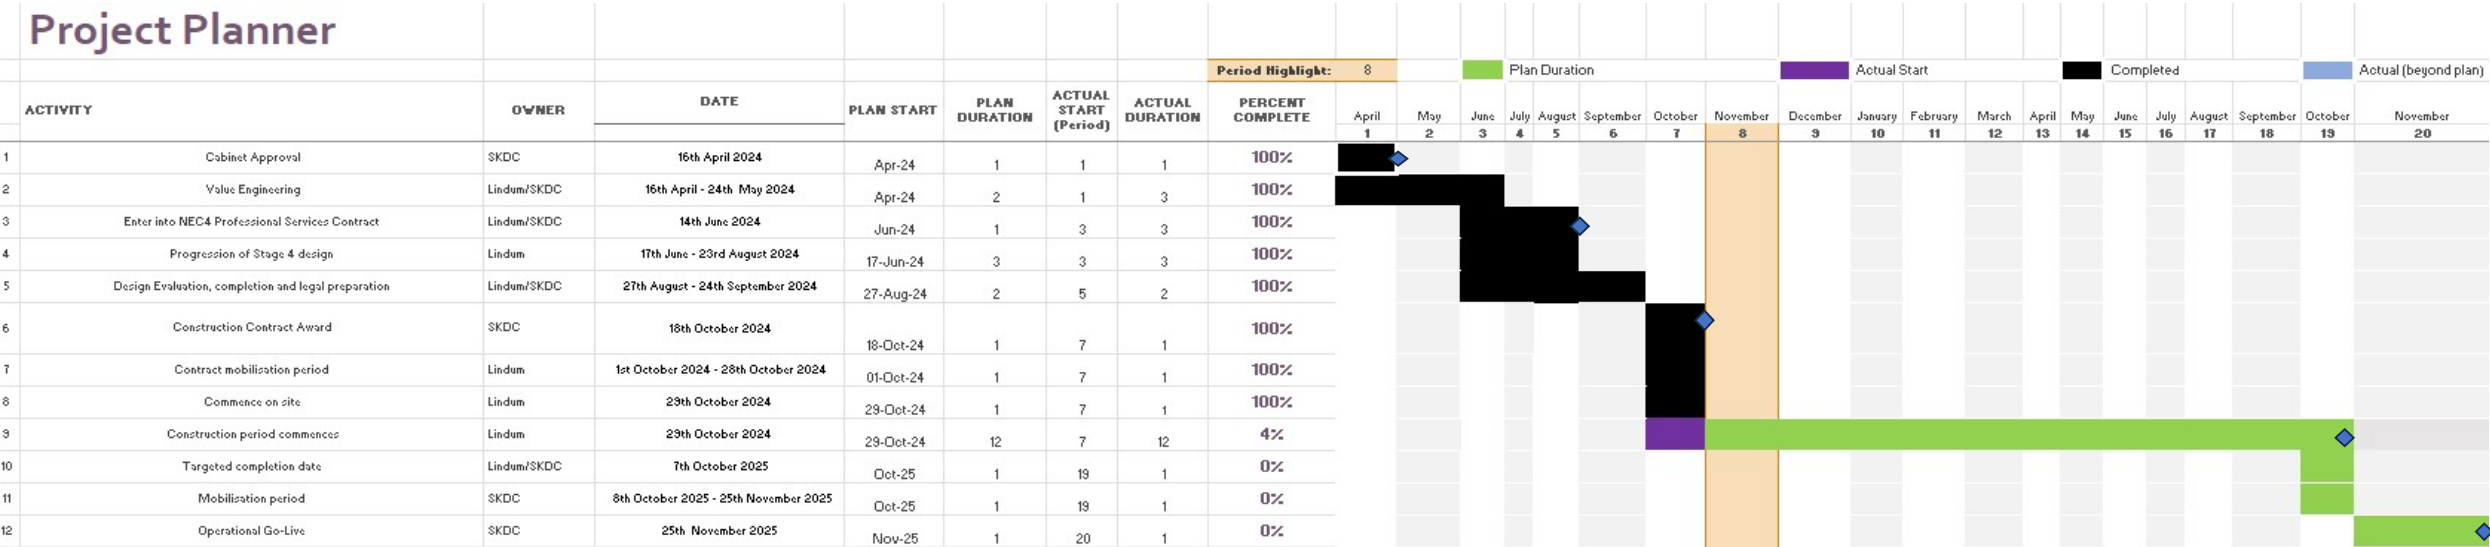 Project Planner
Period Highlight: 8 Plan Duration Actual Start Completed Actual (beyond plan)
ACTIVITY OWNER DATE PLAN START PLAN DURATION ACTUAL START (Period) ACTUAL DURATION PERCENT COMPLETE April May June July August September October November December January February March April May June July August September October November
1 2 3 4 5 6 7 8 9 10 11 12 13 14 15 16 17 18 19 20
1 Cabinet Approval SKDC 16th April 2024 Apr-24 1 1 1 100%
2 Value Engineering Lindum/SKDC 16th April - 24th May 2024 Apr-24 2 1 3 100%
3 Enter into NEC4 Professional Services Contract Lindum/SKDC 14th June 2024 Jun-24 1 3 3 100%
4 Progression of Stage 4 design Lindum 17th June - 23rd August 2024 17-Jun-24 3 3 3 100%
5 Design Evaluation, completion and legal preparation Lindum/SKDC 27th August - 24th September 2024 27-Aug-24 2 5 2 100%
6 Construction Contract Award SKDC 18th October 2024 18-Oct-24 1 7 1 100%
7 Contract mobilisation period Lindum 1st October 2024 - 28th October 2024 01-Oct-24 1 7 1 100%
8 Commence on site Lindum 29th October 2024 29-Oct-24 1 7 1 100%
9 Construction period commences Lindum 29th October 2024 29-Oct-24 12 7 12 4%
10 Targeted completion date Lindum/SKDC 7th October 2025 Oct-25 1 19 1 0%
11 Mobilisation period SKDC 8th October 2025 - 25th November 2025 Oct-25 1 19 1 0%
12 Operational Go-Live SKDC 25th November 2025 Nov-25 1 20 1 0%